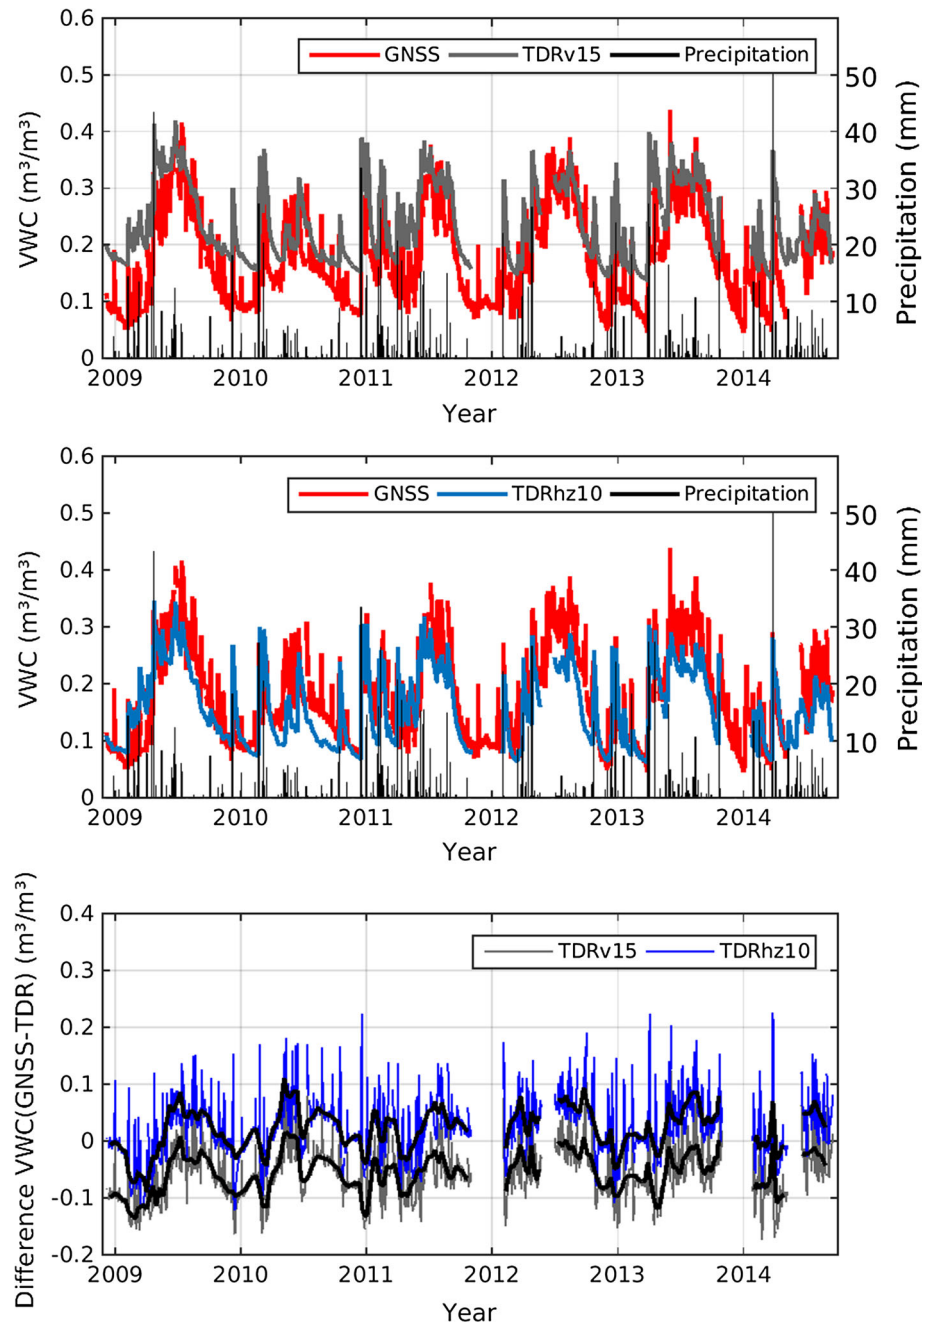 GNSS TDRv15 Precipitation
VWC (m³/m³)
0.6
0.5
0.4
0.3
0.2
0.1
0
50
40
30
20
10
Precipitation (mm)
2009 2010 2011 2012 2013 2014
Year
GNSS TDRhz10 Precipitation
VWC (m³/m³)
0.6
0.5
0.4
0.3
0.2
0.1
0
50
40
30
20
10
Precipitation (mm)
2009 2010 2011 2012 2013 2014
Year
TDRv15 TDRhz10
Difference VWC(GNSS-TDR) (m³/m³)
0.4
0.3
0.2
0.1
0
-0.1
-0.2
2009 2010 2011 2012 2013 2014
Year